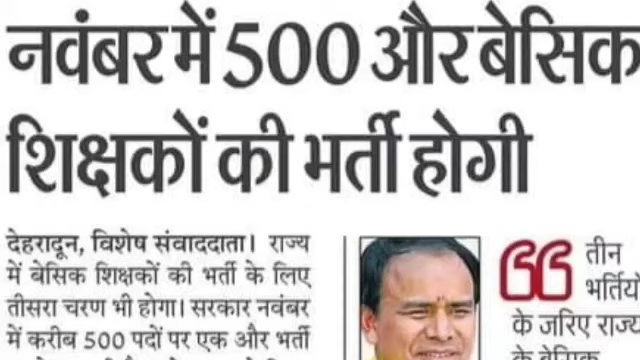 नवंबर में 500 और बेसिक
शिक्षकों की भर्ती होगी
देहरादून, विशेष संवाददाता। राज्य
में बेसिक शिक्षकों की भर्ती के लिए
तीसरा चरण भी होगा। सरकार नवंबर
में करीब 500 पदों पर एक और भर्ती
तीन
भर्तियों
के जरिए राज्य
के बेसिक